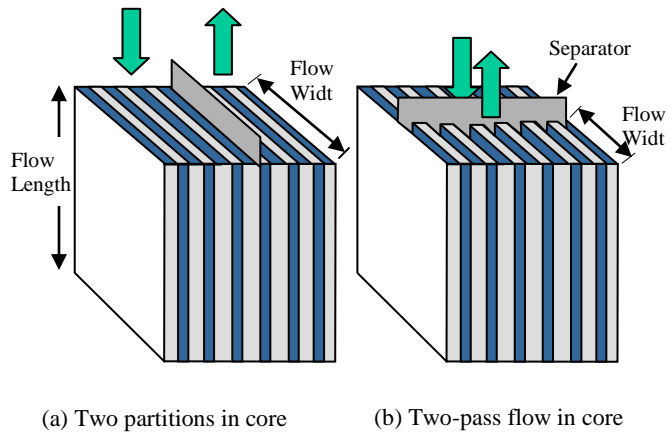 Flow
Widt
Flow
Length
Separator
Flow
Widt
(a) Two partitions in core
(b) Two-pass flow in core